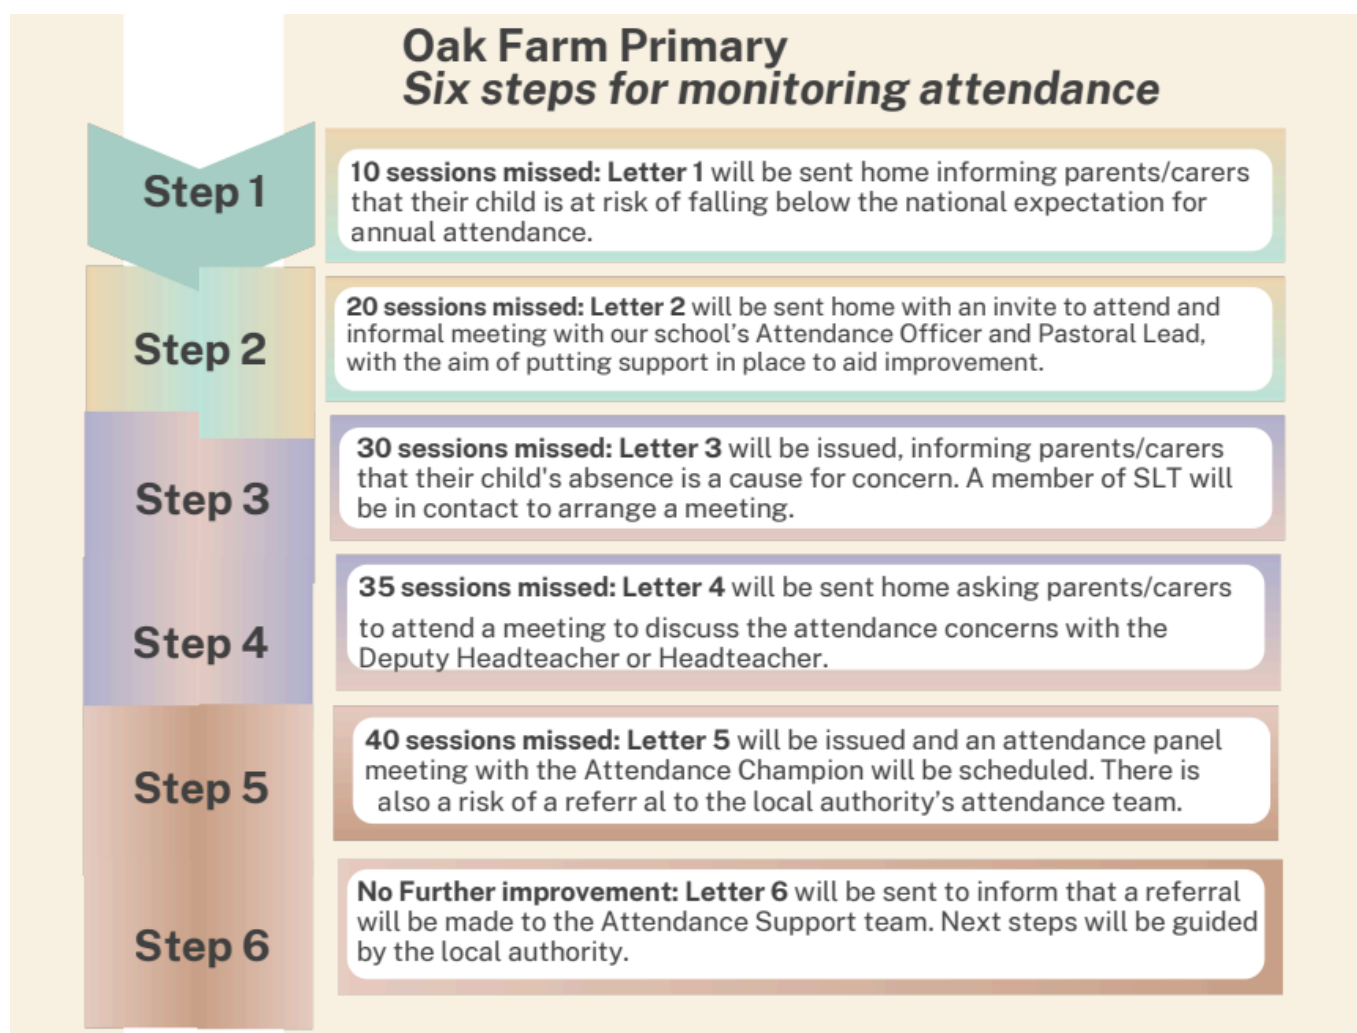 Oak Farm Primary
Six steps for monitoring attendance
Step 1
10 sessions missed: Letter 1 will be sent home informing parents/carers
that their child is at risk of falling below the national expectation for
annual attendance.
Step 2
20 sessions missed: Letter 2 will be sent home with an invite to attend and
informal meeting with our school’s Attendance Officer and Pastoral Lead,
with the aim of putting support in place to aid improvement.
Step 3
30 sessions missed: Letter 3 will be issued, informing parents/carers
that their child's absence is a cause for concern. A member of SLT will
be in contact to arrange a meeting.
Step 4
35 sessions missed: Letter 4 will be sent home asking parents/carers
to attend a meeting to discuss the attendance concerns with the
Deputy Headteacher or Headteacher.
Step 5
40 sessions missed: Letter 5 will be issued and an attendance panel
meeting with the Attendance Champion will be scheduled. There is
also a risk of a referr al to the local authority’s attendance team.
Step 6
No Further improvement: Letter 6 will be sent to inform that a referral
will be made to the Attendance Support team. Next steps will be guided
by the local authority.